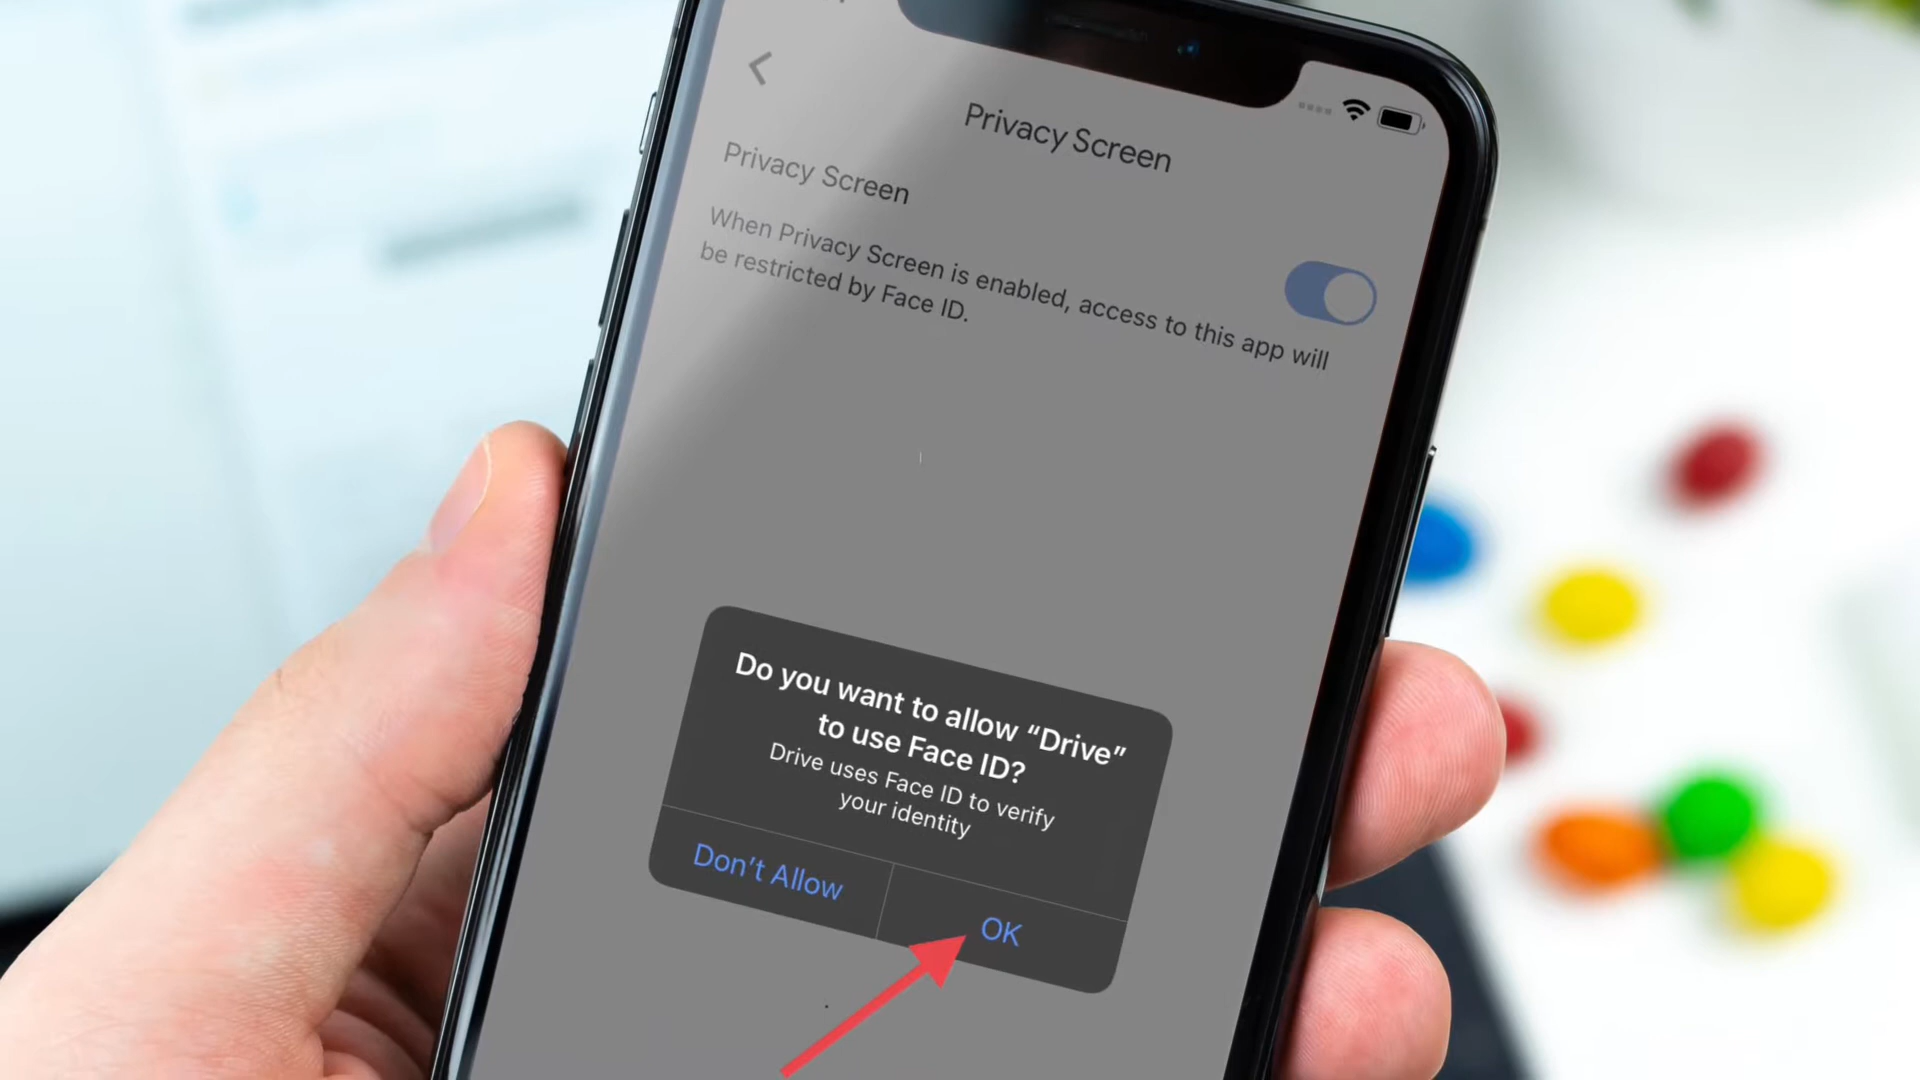 Privacy Screen
Privacy Screen
When Privacy Screen is enabled, access to this app will
be restricted by Face ID.
Do you want to allow “Drive”
to use Face ID?
Drive uses Face ID to verify
your identity
Don’t Allow
OK